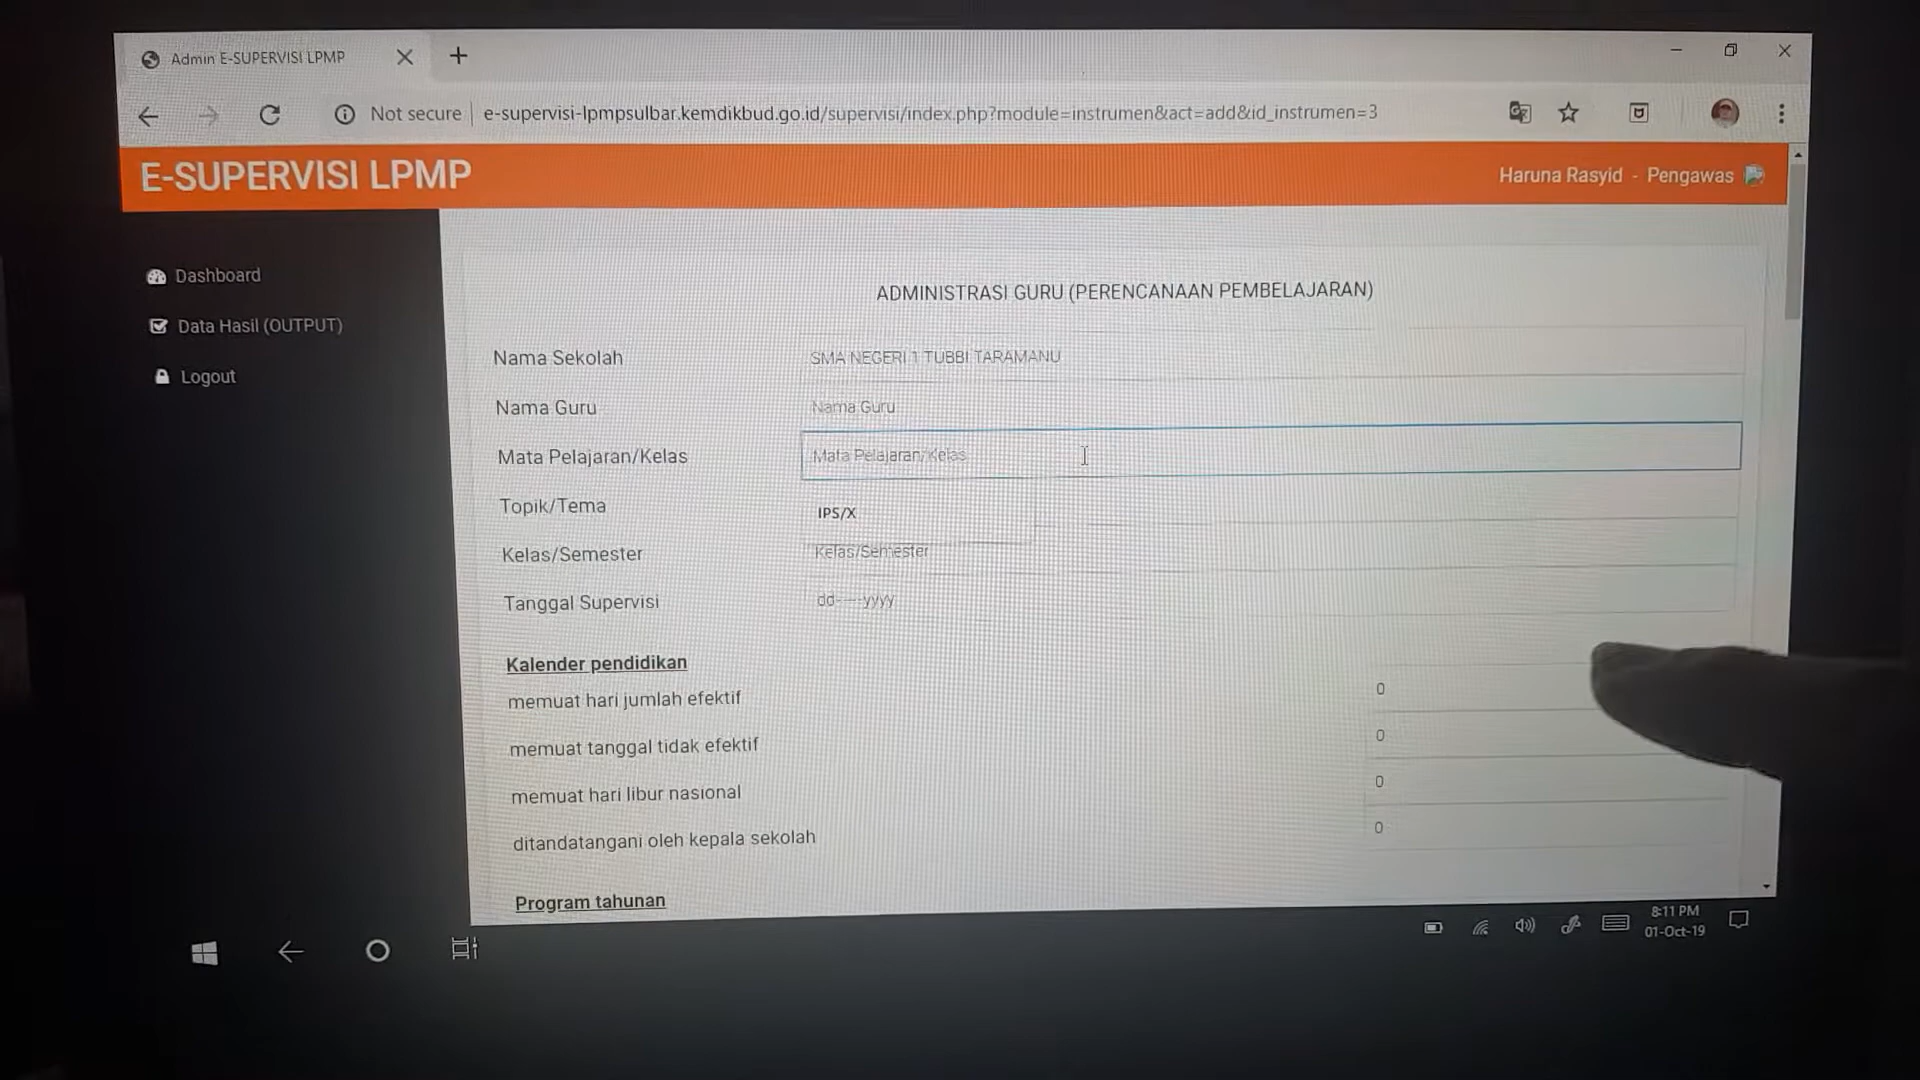 Admin E-SUPERVISI LPMP
Not secure
e-supervisi-lpmpsulbar.kemdikbud.go.id/supervisi/index.php?module=instrumen&act=add&id_instrumen=3
E-SUPERVISI LPMP
Haruna Rasyid - Pengawas
Dashboard
Data Hasil (OUTPUT)
Logout
ADMINISTRASI GURU (PERENCANAAN PEMBELAJARAN)
Nama Sekolah
SMA NEGERI 1 TUBBI TARAMANU
Nama Guru
Nama Guru
Mata Pelajaran/Kelas
Mata Pelajaran/Kelas
Topik/Tema
IPS/X
Kelas/Semester
Kelas/Semester
Tanggal Supervisi
dd----yyyy
Kalender pendidikan
memuat hari jumlah efektif
0
memuat tanggal tidak efektif
0
memuat hari libur nasional
0
ditandatangani oleh kepala sekolah
0
Program tahunan
8:11 PM
01-Oct-19